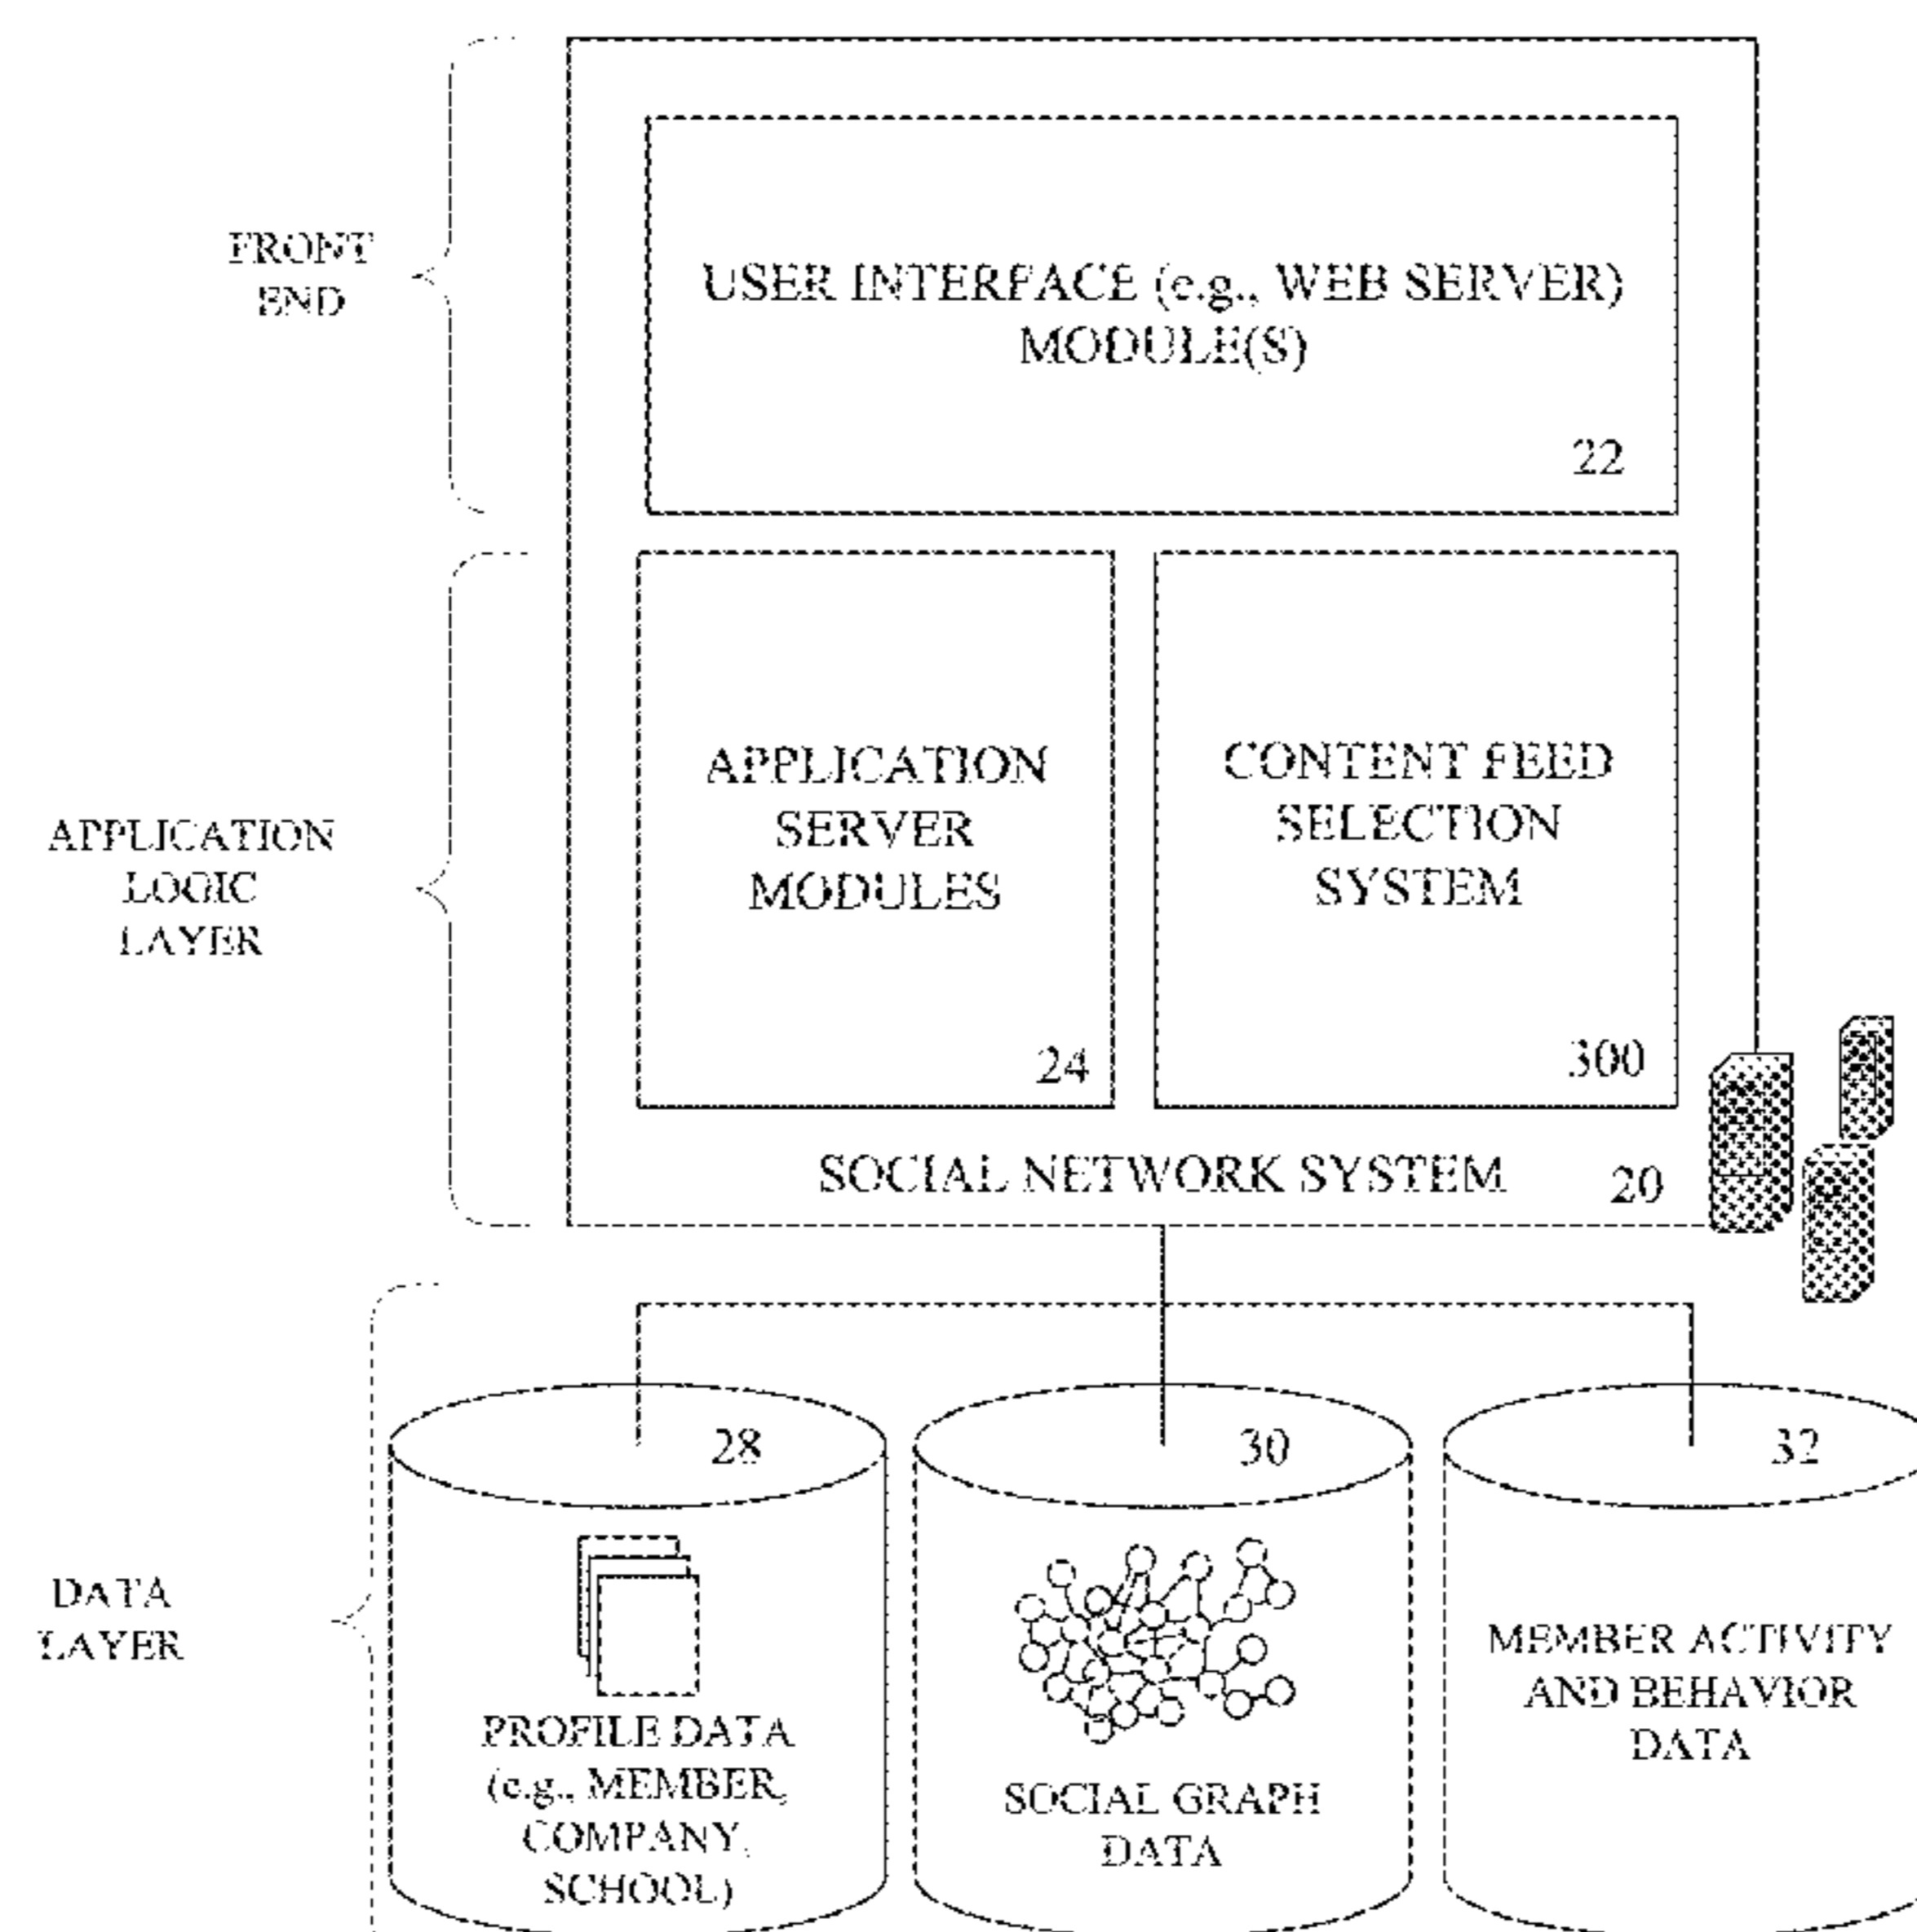 FRONT
END
USER INTERFACE (e.g., WEB SERVER)
MODULE(S)
22
APPLICATION
LOGIC
LAYER
APPLICATION
SERVER
MODULES
24
CONTENT FEED
SELECTION
SYSTEM
300
SOCIAL NETWORK SYSTEM
20
DATA
LAYER
28
PROFILE DATA
(e.g., MEMBER,
COMPANY,
SCHOOL)
30
SOCIAL GRAPH
DATA
32
MEMBER ACTIVITY
AND BEHAVIOR
DATA